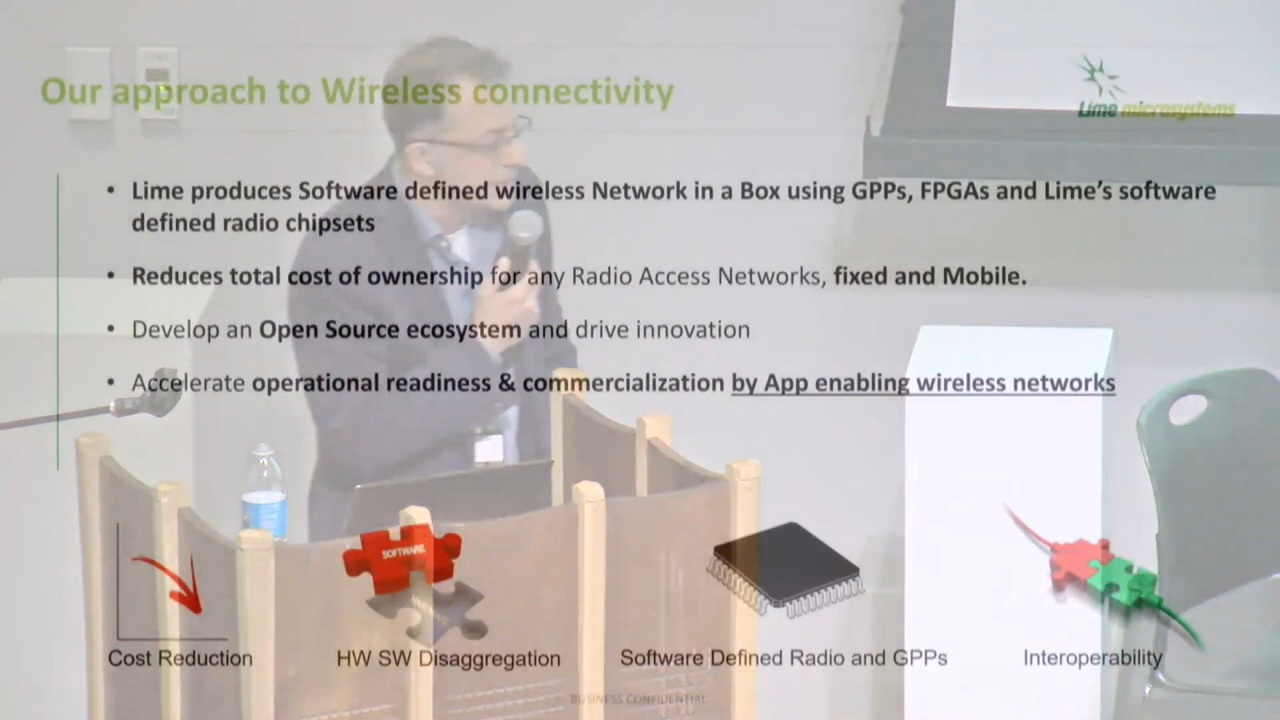 Our approach to Wireless connectivity
Lime microsystems
• Lime produces Software defined wireless Network in a Box using GPPs, FPGAs and Lime's software
defined radio chipsets
• Reduces total cost of ownership for any Radio Access Networks, fixed and Mobile.
• Develop an Open Source ecosystem and drive innovation
• Accelerate operational readiness & commercialization by App enabling wireless networks
SOFTWARE
Cost Reduction
HW SW Disaggregation
Software Defined Radio and GPPs
Interoperability
BUSINESS CONFIDENTIAL